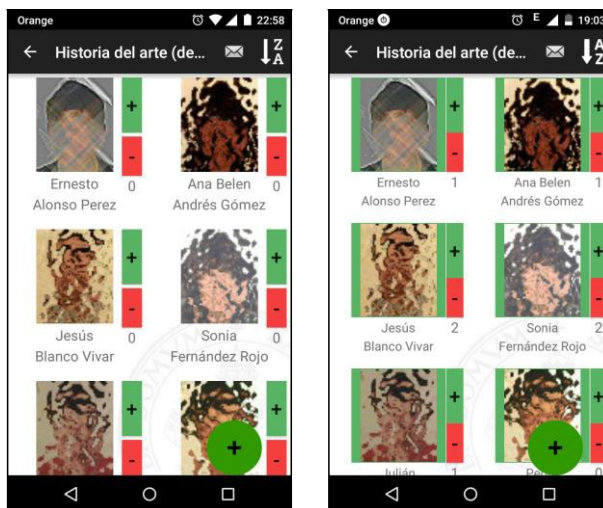 Orange 22:58
Historia del arte (de... Z A
+ +
- -
Ernesto 0 Ana Belen 0
Alonso Perez Andrés Gómez
+ +
- -
Jesús 0 Sonia 0
Blanco Vivar Fernández Rojo
+ +
- -
+
Orange E 19:03
Historia del arte (de... A Z
+ +
- -
Ernesto 1 Ana Belen 1
Alonso Perez Andrés Gómez
+ +
- -
Jesús 2 Sonia 2
Blanco Vivar Fernández Rojo
+ +
- -
+
Julián 1 0